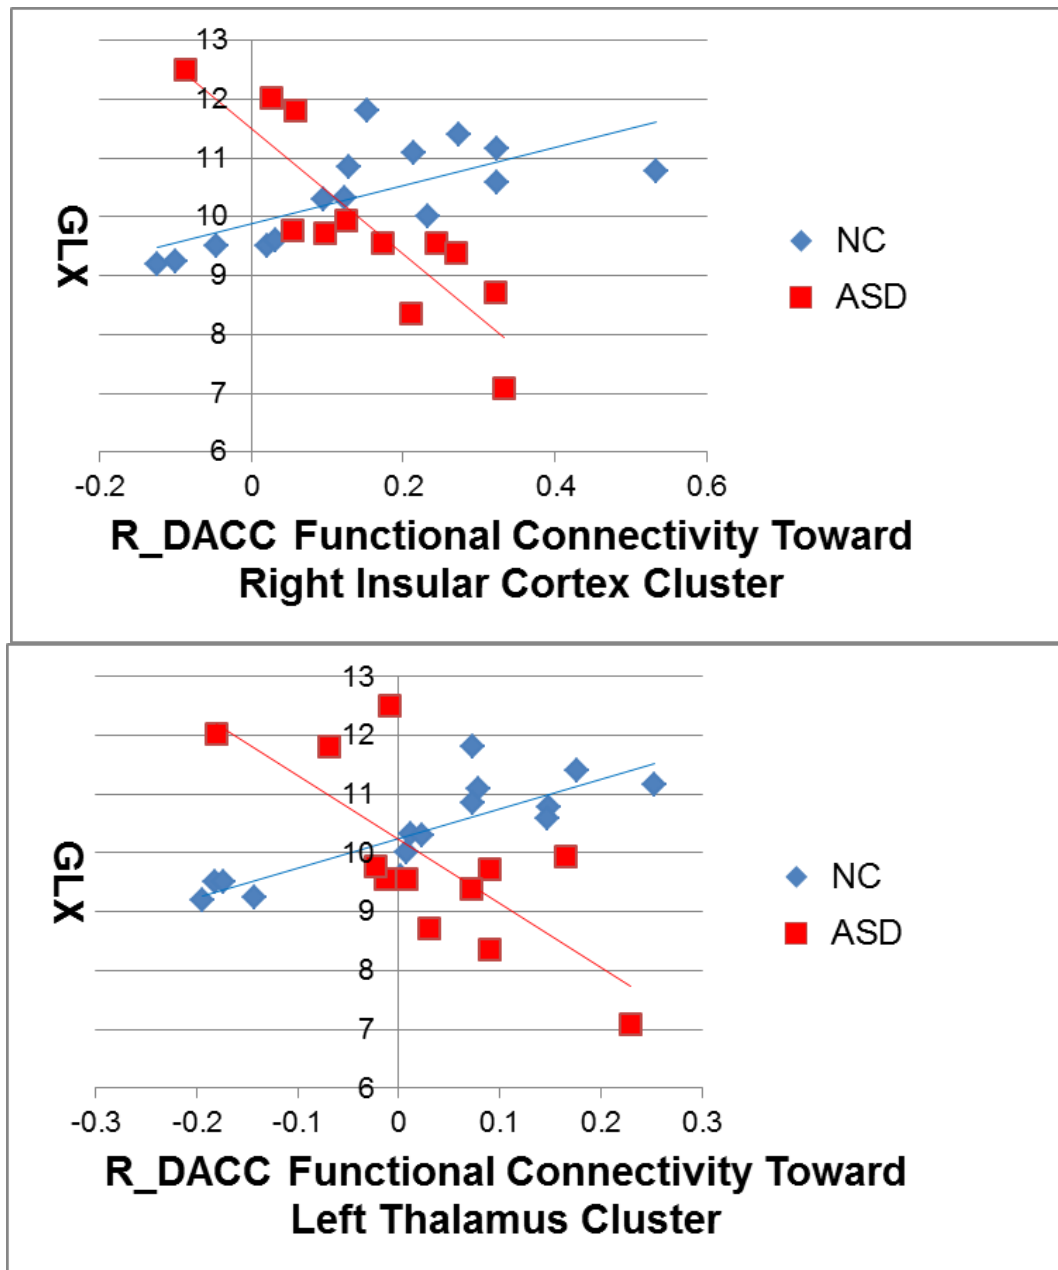 13
12
11
10
9
8
7
6
GLX
-0.2 0 0.2 0.4 0.6
R_DACC Functional Connectivity Toward
Right Insular Cortex Cluster
NC
ASD
13
12
11
10
9
8
7
6
GLX
-0.3 -0.2 -0.1 0 0.1 0.2 0.3
R_DACC Functional Connectivity Toward
Left Thalamus Cluster
NC
ASD